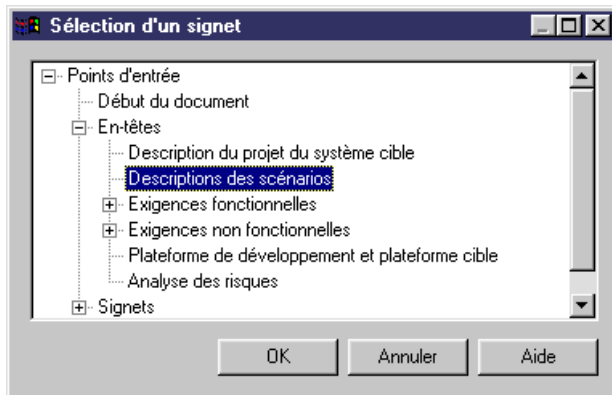 Sélection d'un signet
Points d'entrée
Début du document
En-têtes
Description du projet du système cible
Descriptions des scénarios
Exigences fonctionnelles
Exigences non fonctionnelles
Plateforme de développement et plateforme cible
Analyse des risques
Signets
OK
Annuler
Aide